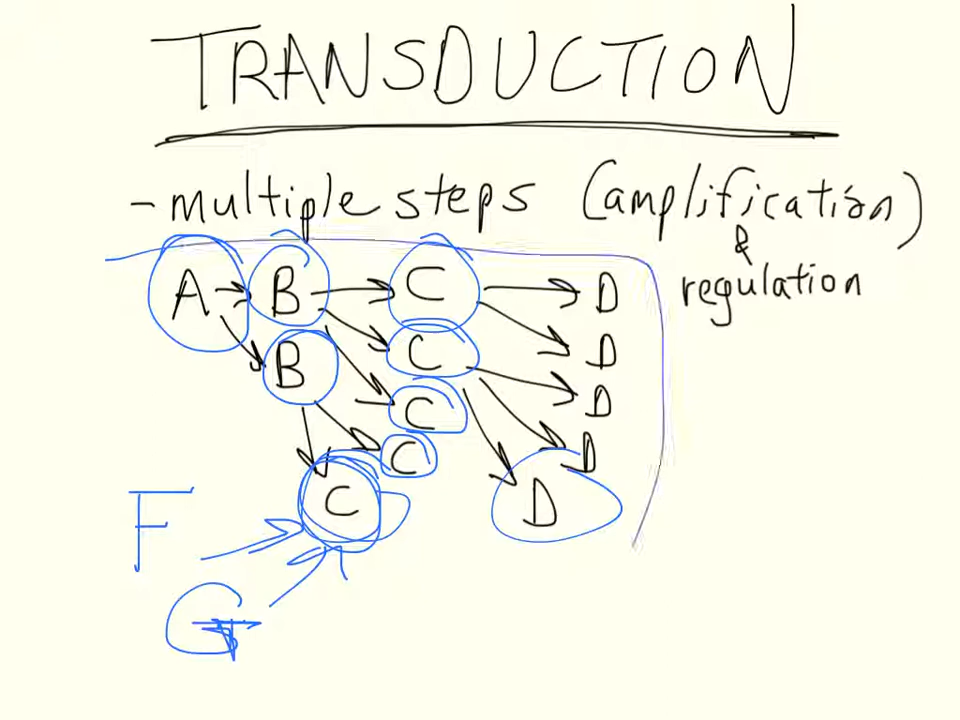 TRANSDUCTION
- multiple steps (amplification)
& regulation
A B C D
C D
B
C D
C D
C D
F
G